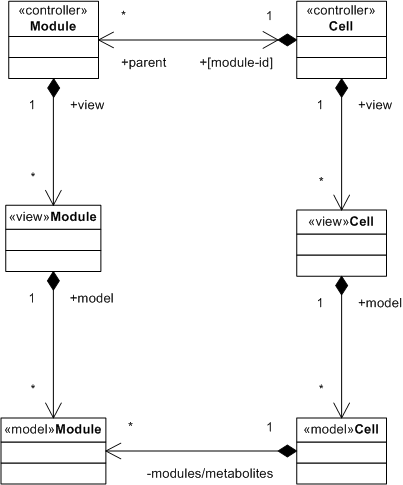 «controller»
Module
«controller»
Cell
* 1
+parent +[module-id]
1 +view
1 +view
*
*
«view»Module
«view»Cell
1 +model
1 +model
*
*
«model»Module
* 1
«model»Cell
-modules/metabolites